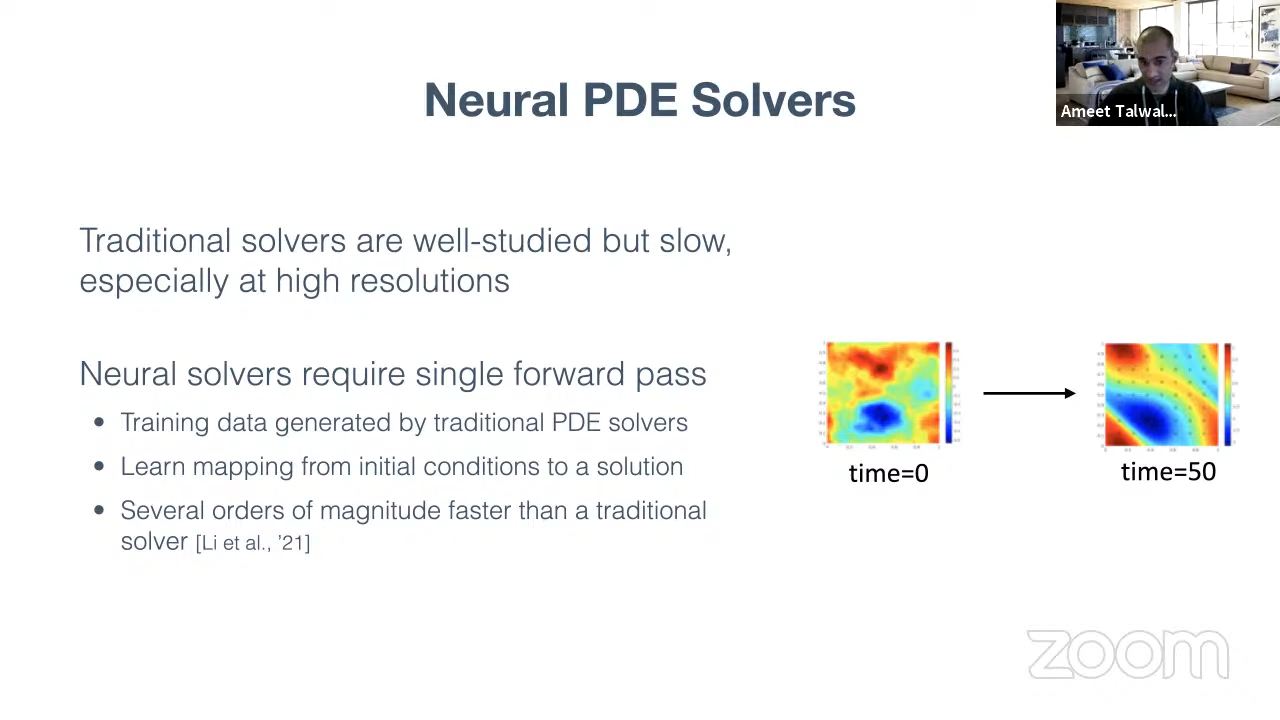 Neural PDE Solvers
Ameet Talwal...
Traditional solvers are well-studied but slow,
especially at high resolutions
Neural solvers require single forward pass
• Training data generated by traditional PDE solvers
• Learn mapping from initial conditions to a solution
• Several orders of magnitude faster than a traditional
solver [Li et al., '21]
time=0
time=50
zoom